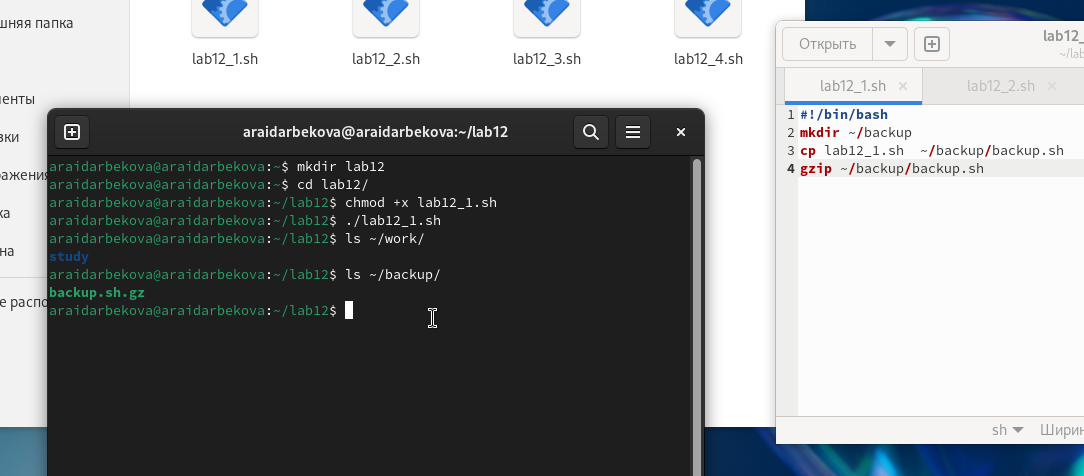 шняя папка
lab12_1.sh
lab12_2.sh
lab12_3.sh
lab12_4.sh
енты
ки
ражения
ка
на
е распо
araidarbekova@araidarbekova:~/lab12
araidarbekova@araidarbekova:~$ mkdir lab12
araidarbekova@araidarbekova:~$ cd lab12/
araidarbekova@araidarbekova:~/lab12$ chmod +x lab12_1.sh
araidarbekova@araidarbekova:~/lab12$ ./lab12_1.sh
araidarbekova@araidarbekova:~/lab12$ ls ~/work/
study
araidarbekova@araidarbekova:~/lab12$ ls ~/backup/
backup.sh.gz
araidarbekova@araidarbekova:~/lab12$
Открыть
lab12_
~/lab
lab12_1.sh
lab12_2.sh
1 #!/bin/bash
2 mkdir ~/backup
3 cp lab12_1.sh  ~/backup/backup.sh
4 gzip ~/backup/backup.sh
sh
Ширин